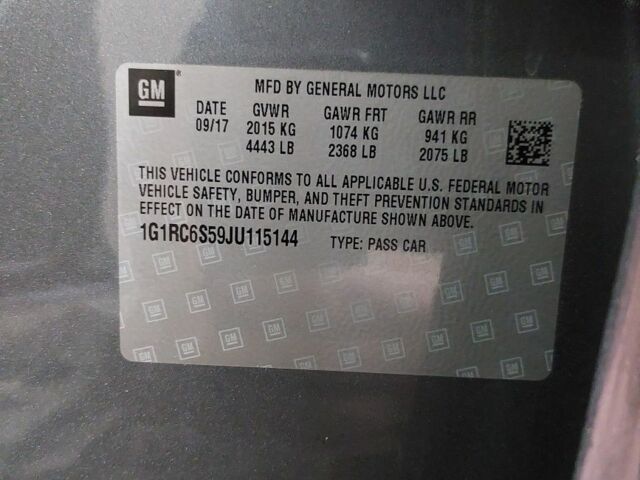 GM
MFD BY GENERAL MOTORS LLC
DATE GVWR GAWR FRT GAWR RR
09/17 2015 KG 1074 KG 941 KG
4443 LB 2368 LB 2075 LB
THIS VEHICLE CONFORMS TO ALL APPLICABLE U.S. FEDERAL MOTOR
VEHICLE SAFETY, BUMPER, AND THEFT PREVENTION STANDARDS IN
EFFECT ON THE DATE OF MANUFACTURE SHOWN ABOVE.
1G1RC6S59JU115144 TYPE: PASS CAR